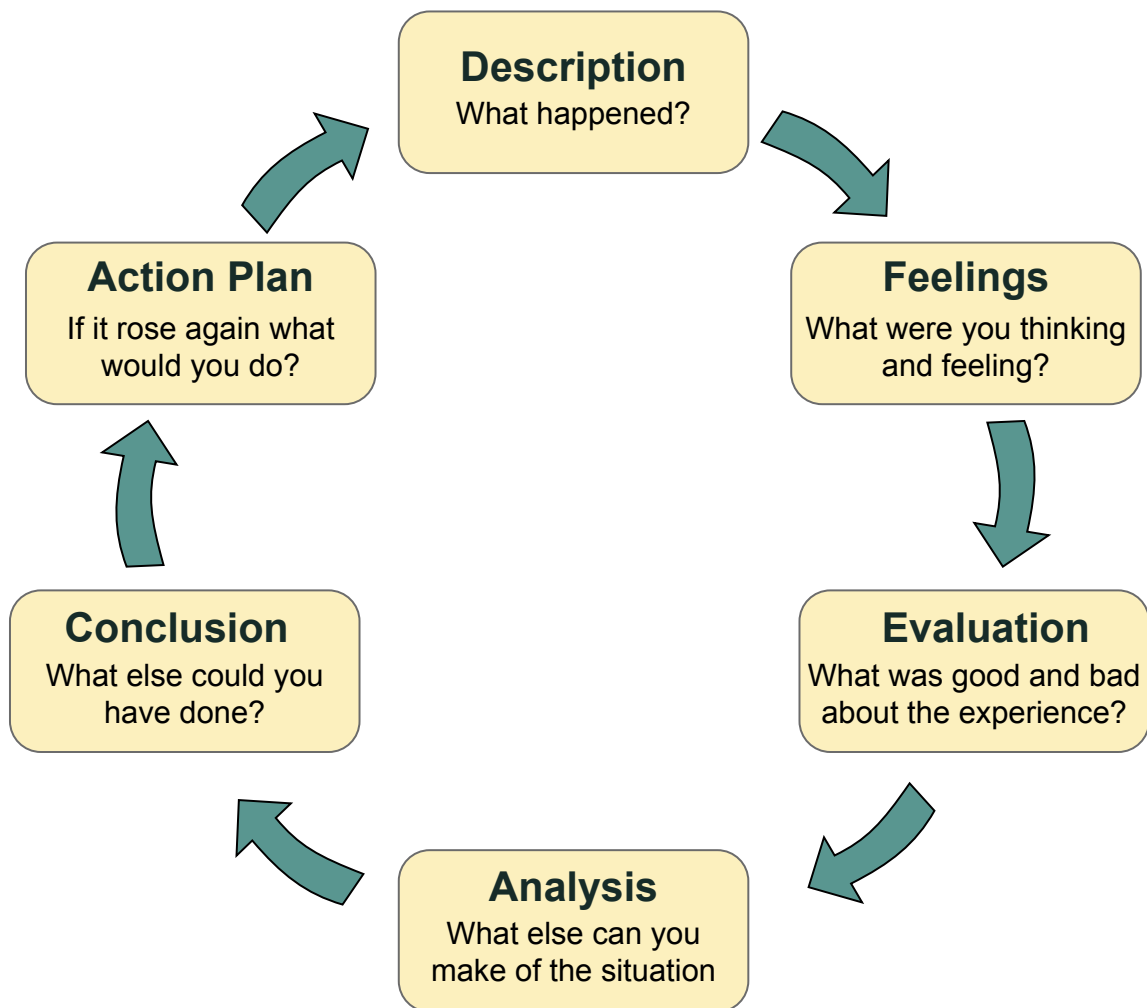 Description
What happened?
Feelings
What were you thinking
and feeling?
Evaluation
What was good and bad
about the experience?
Analysis
What else can you
make of the situation
Conclusion
What else could you
have done?
Action Plan
If it rose again what
would you do?